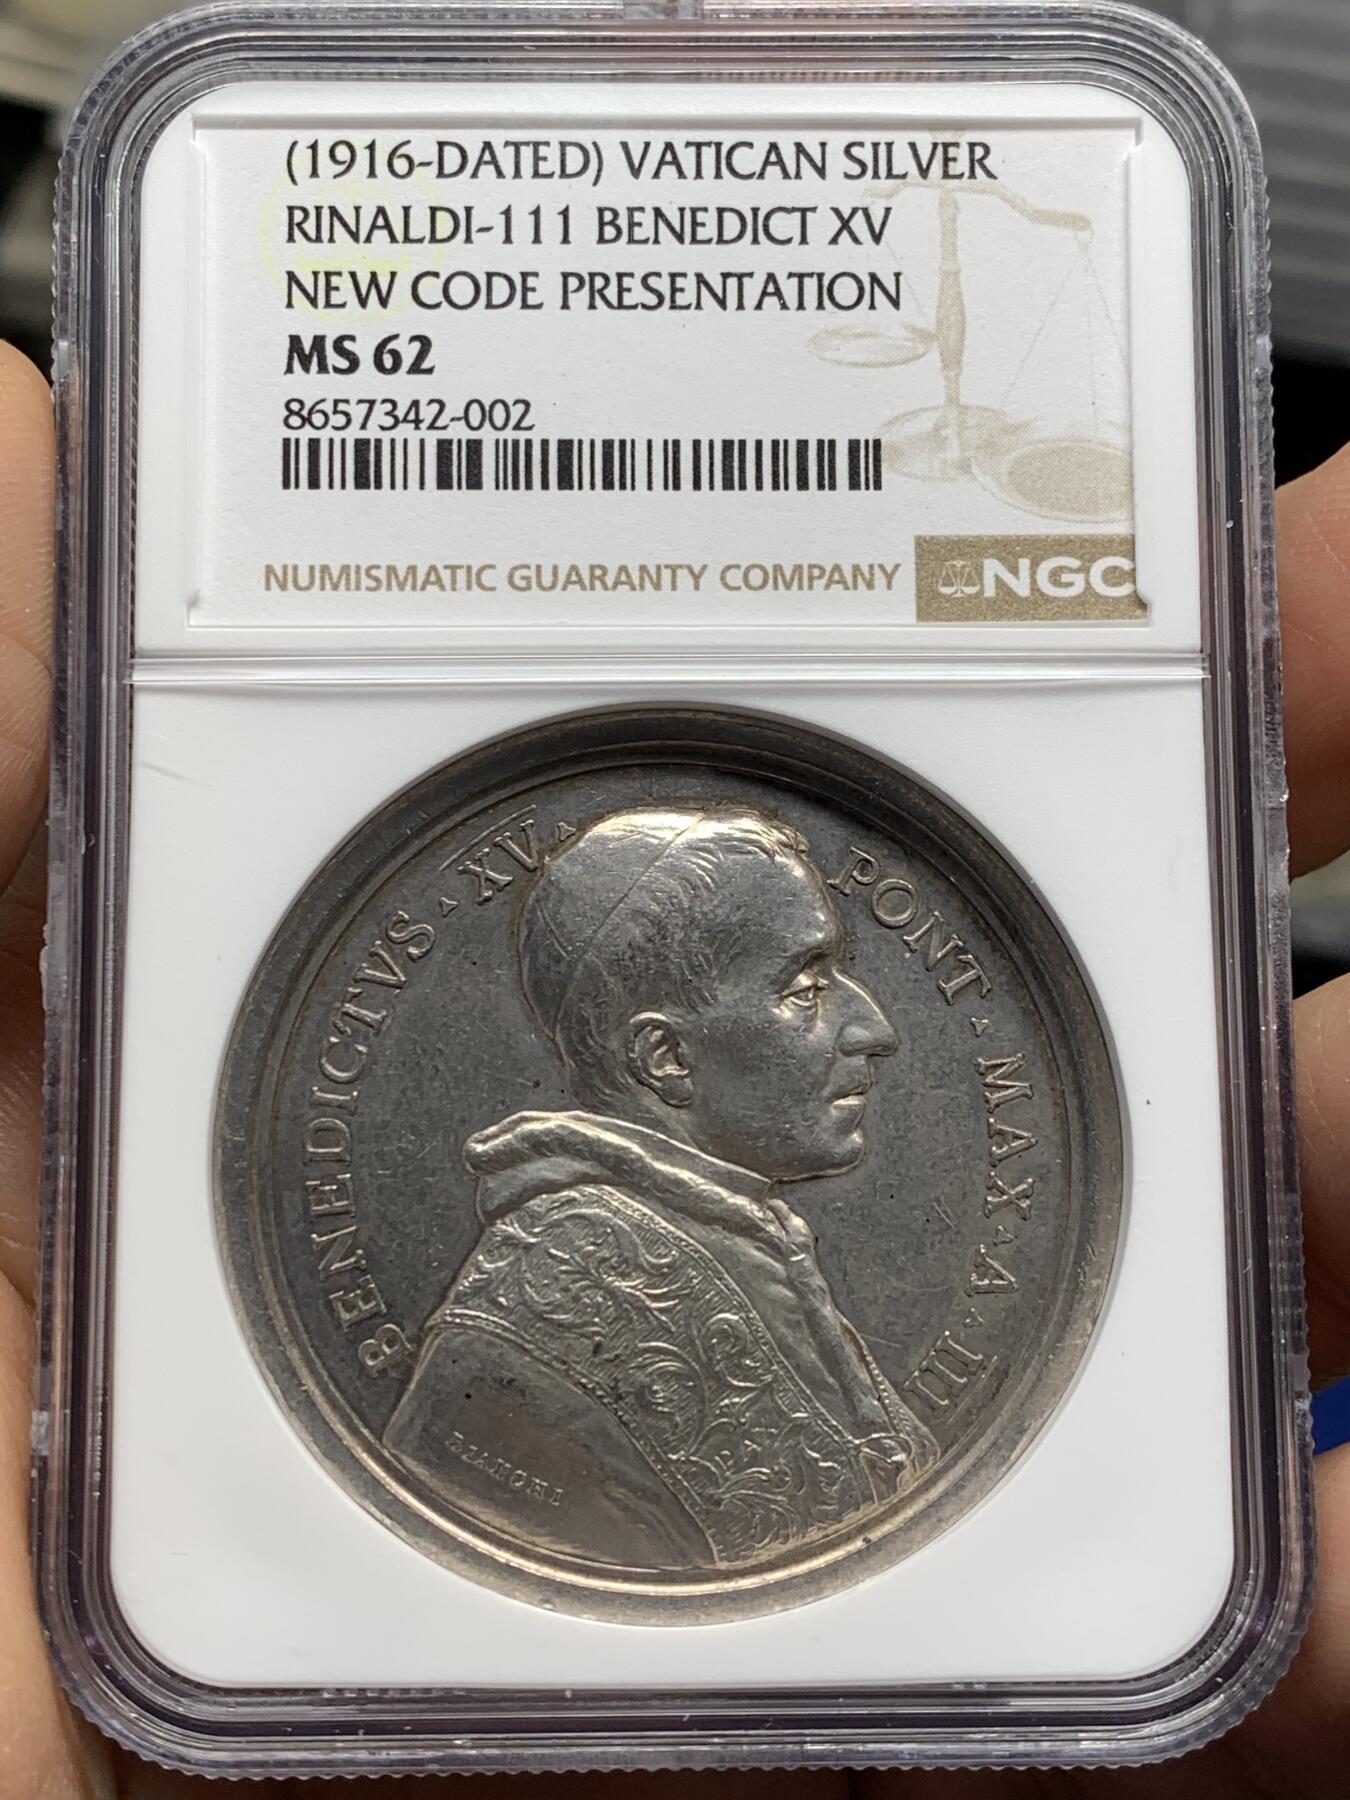 (1916-DATED) VATICAN SILVER
RINALDI-111 BENEDICT XV
NEW CODE PRESENTATION
MS 62
8657342-002
NUMISMATIC GUARANTY COMPANY NGC
BENEDICTVS · XV · PONT · MAX · A · III
PAX
BIANCHI